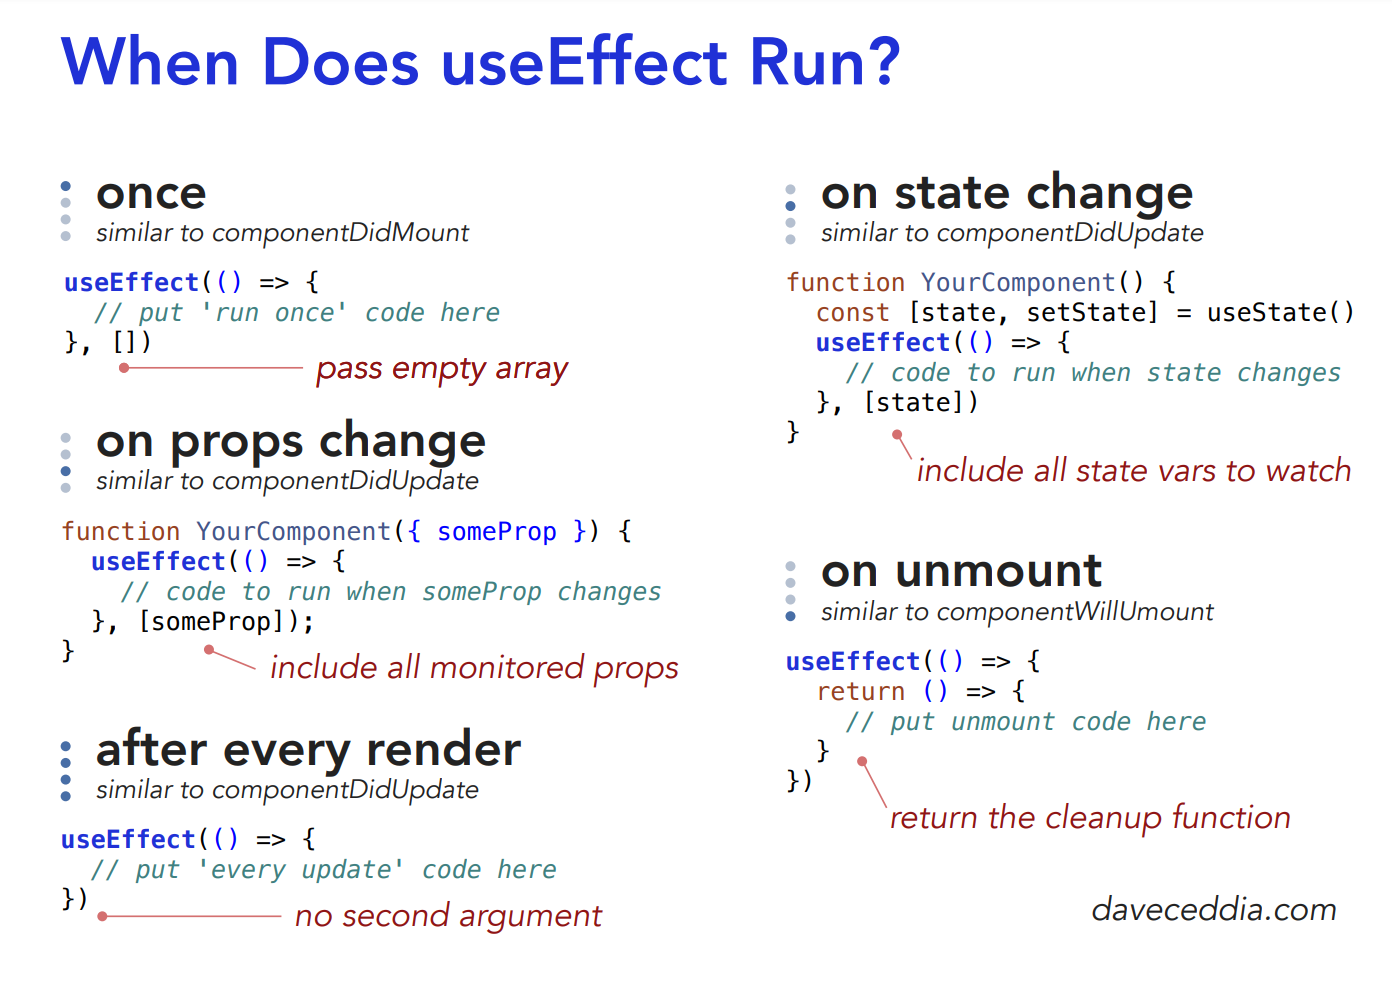 When Does useEffect Run?
once
similar to componentDidMount
useEffect(() => {
  // put 'run once' code here
}, [])
pass empty array
on props change
similar to componentDidUpdate
function YourComponent({ someProp }) {
  useEffect(() => {
    // code to run when someProp changes
  }, [someProp]);
}
include all monitored props
after every render
similar to componentDidUpdate
useEffect(() => {
  // put 'every update' code here
})
no second argument
on state change
similar to componentDidUpdate
function YourComponent() {
  const [state, setState] = useState()
  useEffect(() => {
    // code to run when state changes
  }, [state])
}
include all state vars to watch
on unmount
similar to componentWillUmount
useEffect(() => {
  return () => {
    // put unmount code here
  }
})
return the cleanup function
daveceddia.com